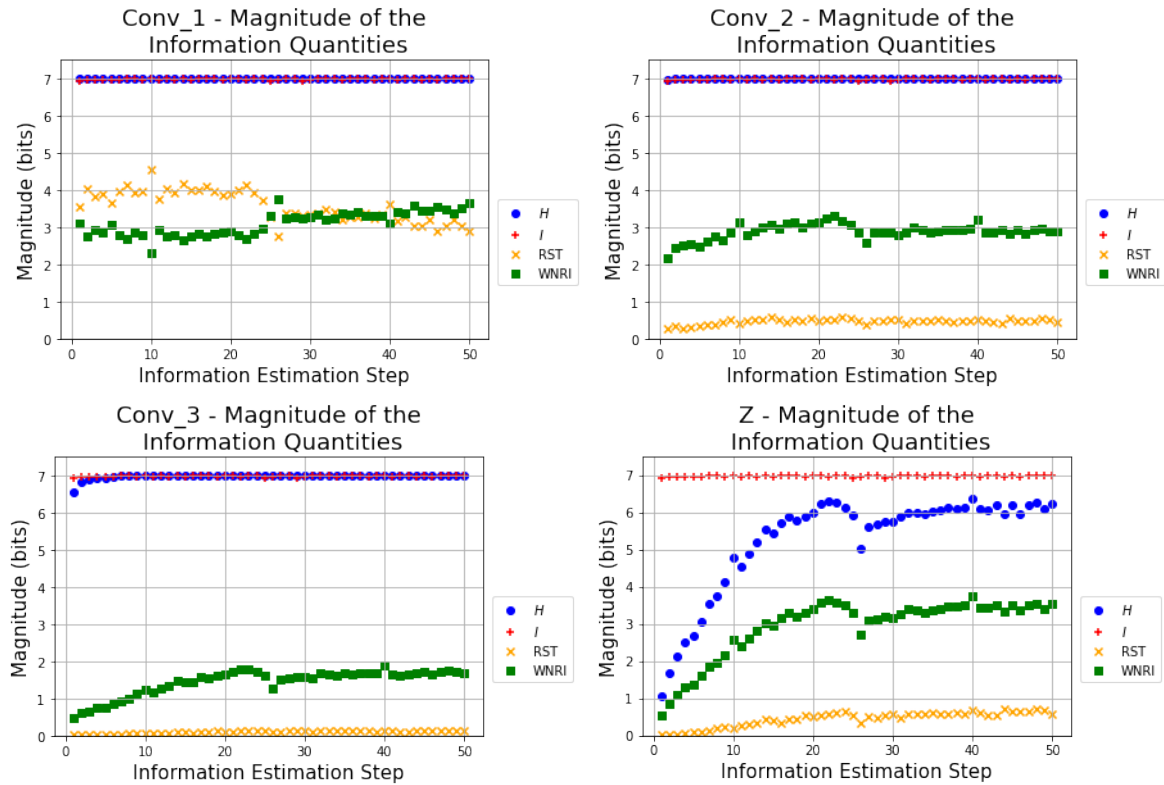 Conv_1 - Magnitude of the
Information Quantities
7
6
5
4
3
2
1
0
Magnitude (bits)
0 10 20 30 40 50
Information Estimation Step
H
I
RST
WNRI
Conv_2 - Magnitude of the
Information Quantities
7
6
5
4
3
2
1
0
Magnitude (bits)
0 10 20 30 40 50
Information Estimation Step
H
I
RST
WNRI
Conv_3 - Magnitude of the
Information Quantities
7
6
5
4
3
2
1
0
Magnitude (bits)
0 10 20 30 40 50
Information Estimation Step
H
I
RST
WNRI
Z - Magnitude of the
Information Quantities
7
6
5
4
3
2
1
0
Magnitude (bits)
0 10 20 30 40 50
Information Estimation Step
H
I
RST
WNRI